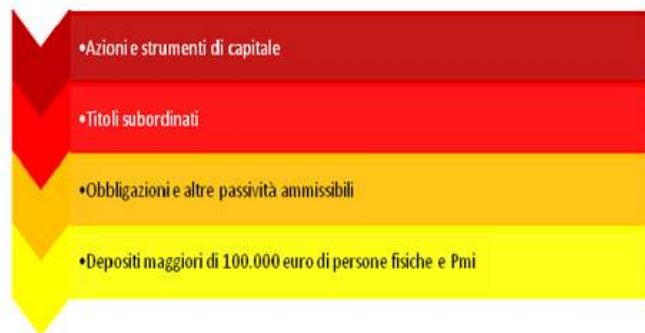 •Azioni e strumenti di capitale
•Titoli subordinati
•Obbligazioni e altre passività ammissibili
•Depositi maggiori di 100.000 euro di persone fisiche e Pmi